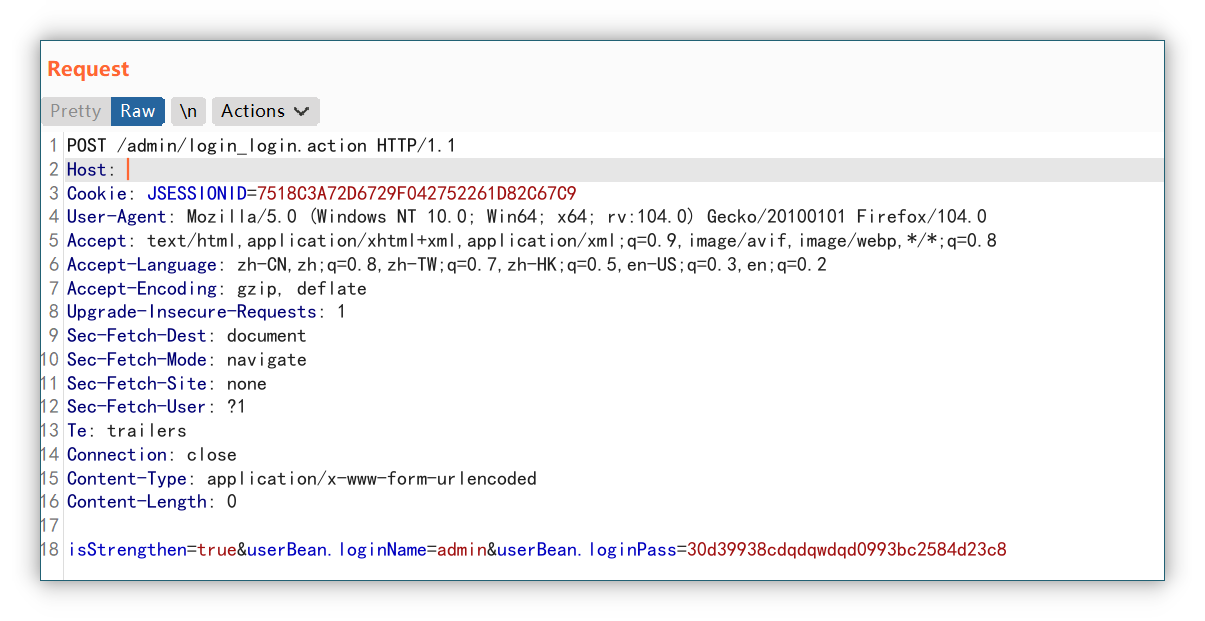 Request
Pretty Raw \n Actions
1 POST /admin/login_login.action HTTP/1.1
2 Host:
3 Cookie: JSESSIONID=7518C3A72D6729F042752261D82C67C9
4 User-Agent: Mozilla/5.0 (Windows NT 10.0; Win64; x64; rv:104.0) Gecko/20100101 Firefox/104.0
5 Accept: text/html,application/xhtml+xml,application/xml;q=0.9,image/avif,image/webp,*/*;q=0.8
6 Accept-Language: zh-CN,zh;q=0.8,zh-TW;q=0.7,zh-HK;q=0.5,en-US;q=0.3,en;q=0.2
7 Accept-Encoding: gzip, deflate
8 Upgrade-Insecure-Requests: 1
9 Sec-Fetch-Dest: document
10 Sec-Fetch-Mode: navigate
11 Sec-Fetch-Site: none
12 Sec-Fetch-User: ?1
13 Te: trailers
14 Connection: close
15 Content-Type: application/x-www-form-urlencoded
16 Content-Length: 0
17
18 isStrengthen=true&userBean.loginName=admin&userBean.loginPass=30d39938cdqdqwdqd0993bc2584d23c8